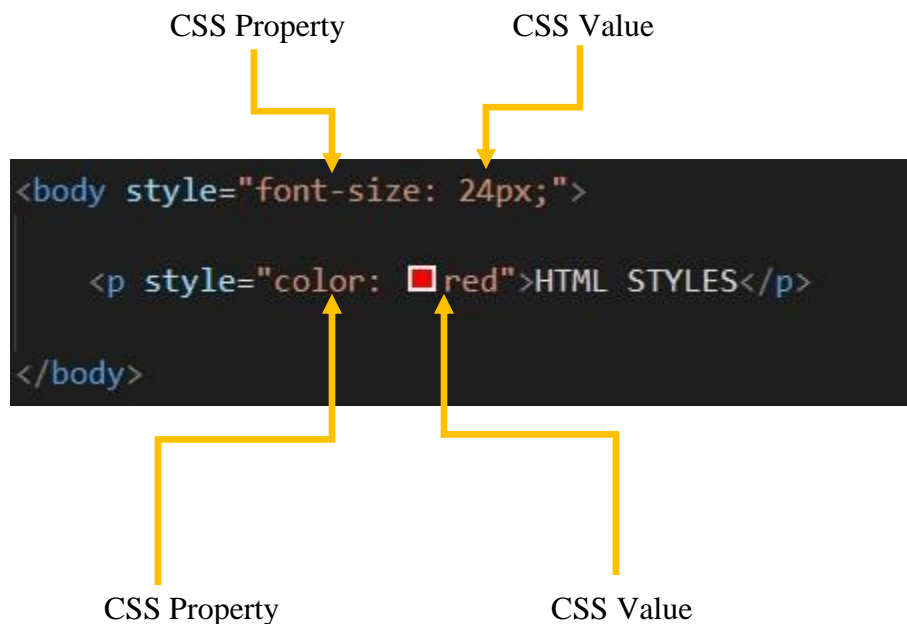 CSS Property CSS Value
<body style="font-size: 24px;">
<p style="color: red">HTML STYLES</p>
</body>
CSS Property CSS Value